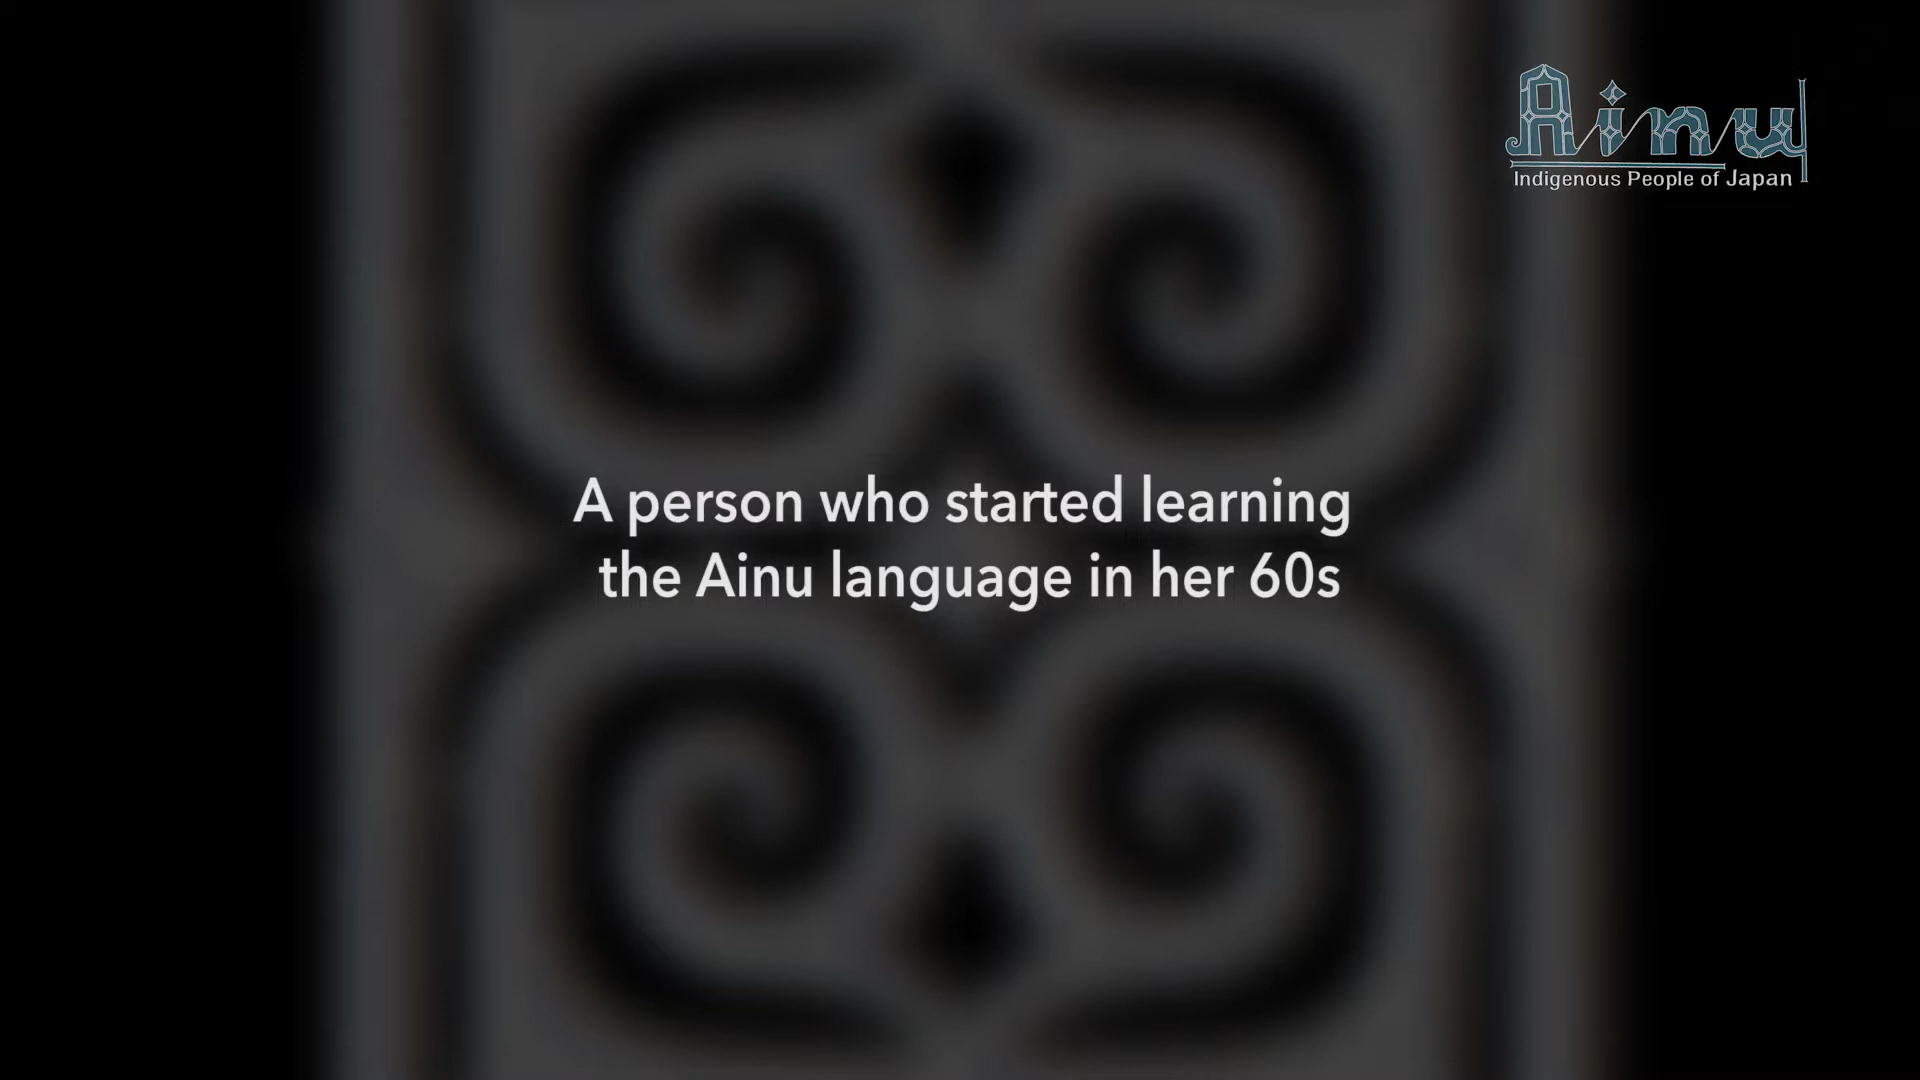 Ainu
Indigenous People of Japan
A person who started learning
the Ainu language in her 60s